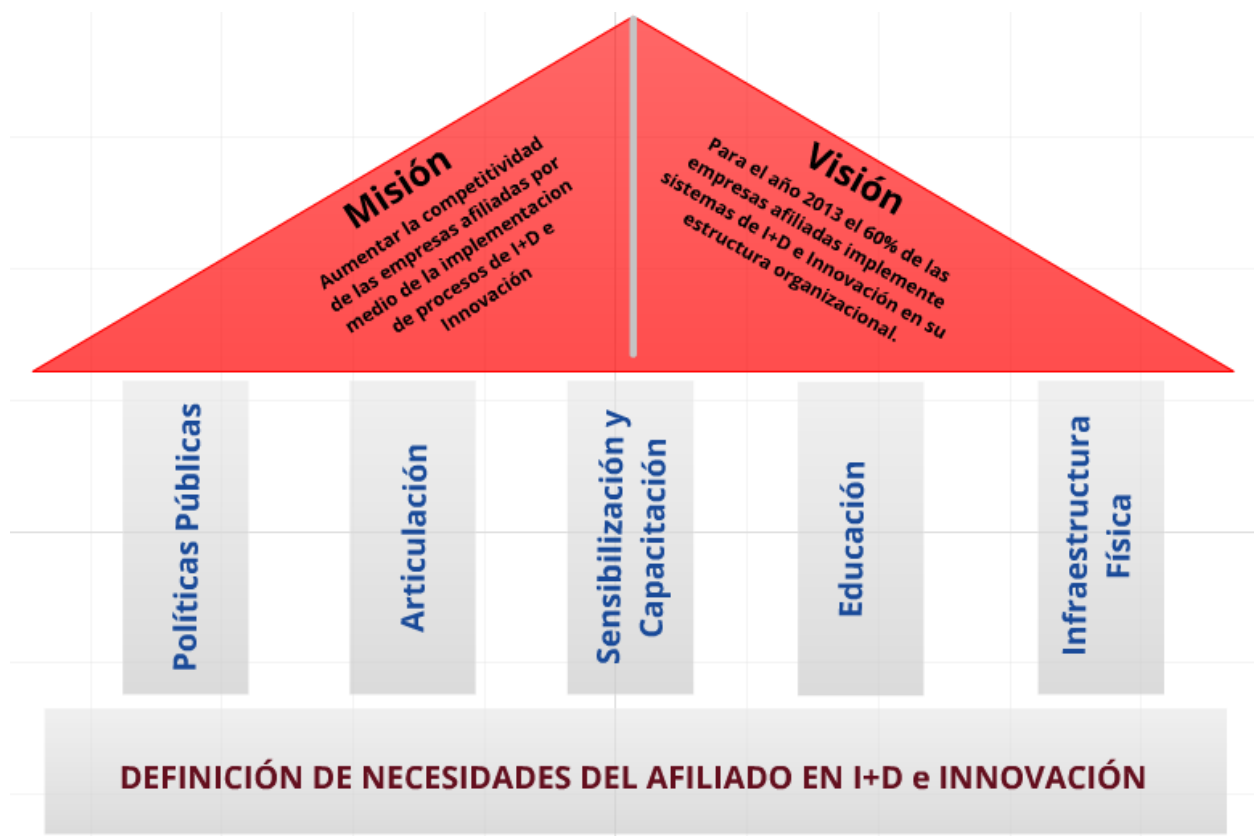 Misión
Aumentar la competitividad
de las empresas afiliadas por
medio de la implementacion
de procesos de I+D e
Innovación
Visión
Para el año 2013 el 60% de las
empresas afiliadas implemente
sistemas de I+D e Innovación en su
estructura organizacional.
Políticas Públicas
Articulación
Sensibilización y
Capacitación
Educación
Infraestructura
Física
DEFINICIÓN DE NECESIDADES DEL AFILIADO EN I+D e INNOVACIÓN